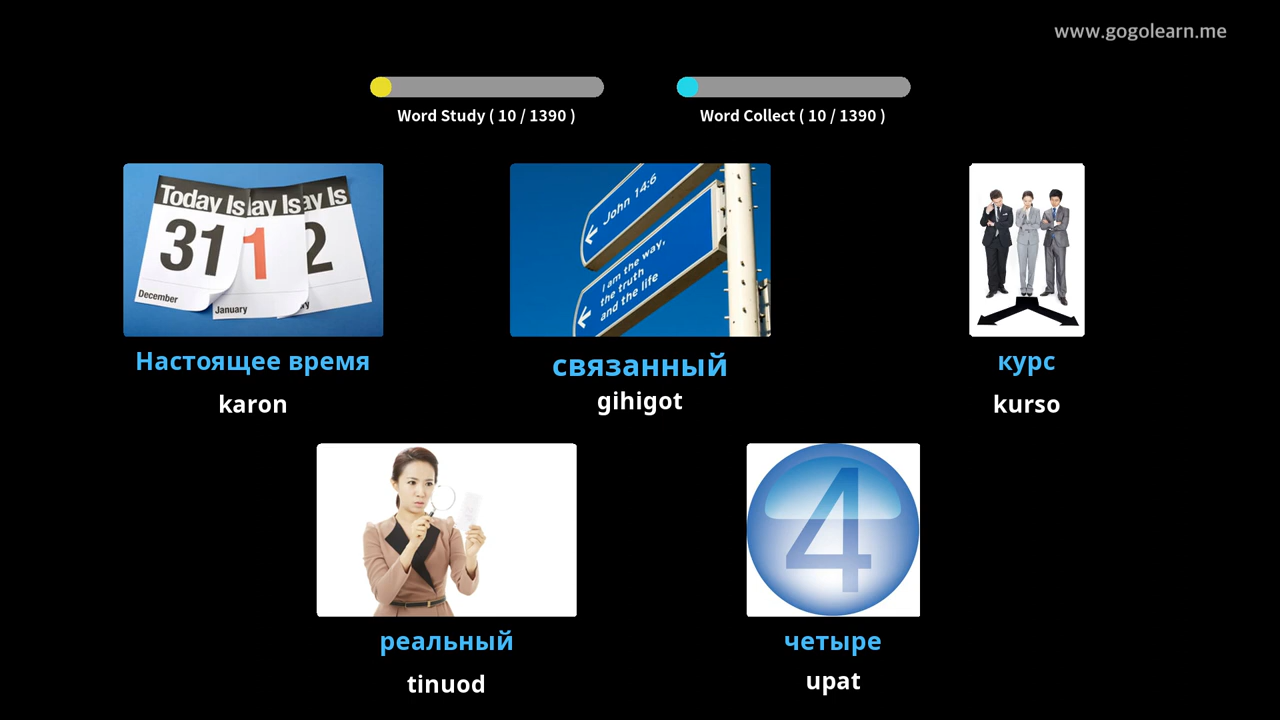 www.gogolearn.me
Word Study ( 10 / 1390 )
Word Collect ( 10 / 1390 )
Today Is
ay Is
ay Is
31
1
2
December
January
John 14:6
I am the way,
the truth
and the life
Настоящее время
связанный
курс
karon
gihigot
kurso
4
реальный
четыре
tinuod
upat